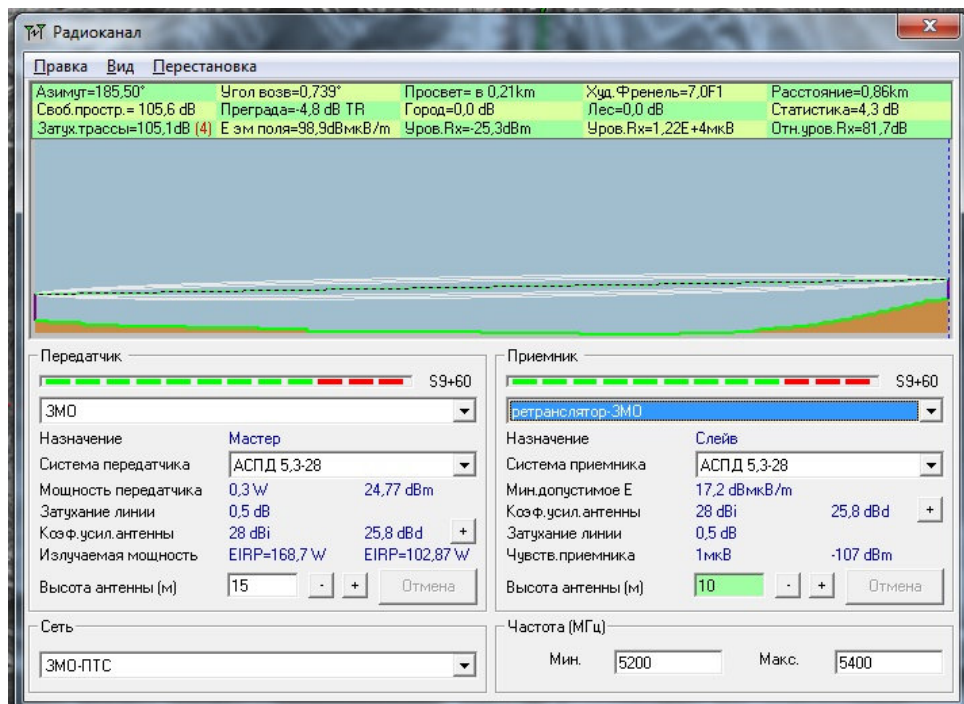 Радиоканал
Правка Вид Перестановка
Азимут=185,50° Угол возв=0,739° Просвет= в 0,21km Худ.Френель=7,0F1 Расстояние=0,86km
Своб.простр.= 105,6 dB Преграда=-4,8 dB TR Город=0,0 dB Лес=0,0 dB Статистика=4,3 dB
Затух.трассы=105,1dB (4) E эм поля=98,9dBмкВ/m Уров.Rx=-25,3dBm Уров.Rx=1,22E+4мкВ Отн.уров.Rx=81,7dB
Передатчик
S9+60
ЗМО
Назначение Мастер
Система передатчика АСПД 5,3-28
Мощность передатчика 0,3 W 24,77 dBm
Затухание линии 0,5 dB
Коэф.усил.антенны 28 dBi 25,8 dBd +
Излучаемая мощность EIRP=168,7 W EIRP=102,87 W
Высота антенны (м) 15 - + Отмена
Приемник
S9+60
ретранслятор-ЗМО
Назначение Слейв
Система приемника АСПД 5,3-28
Мин.допустимое E 17,2 dBмкВ/m
Коэф.усил.антенны 28 dBi 25,8 dBd +
Затухание линии 0,5 dB
Чувств.приемника 1мкВ -107 dBm
Высота антенны (м) 10 - + Отмена
Сеть
ЗМО-ПТС
Частота (МГц)
Мин. 5200 Макс. 5400